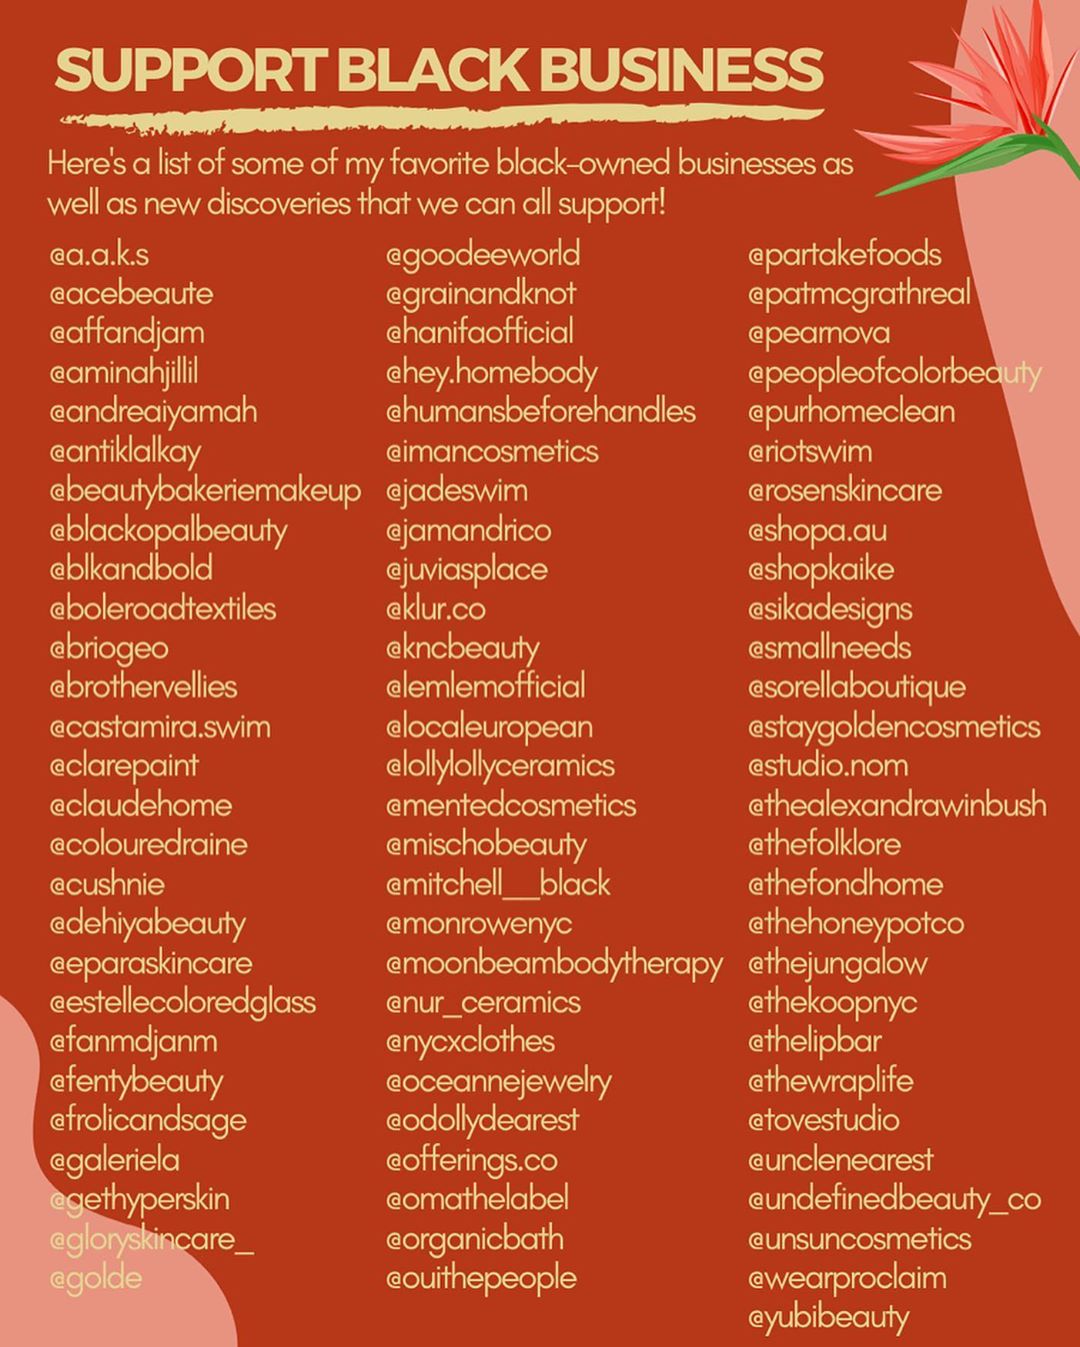 SUPPORT BLACK BUSINESS
Here's a list of some of my favorite black-owned businesses as
well as new discoveries that we can all support!
@a.a.k.s
@acebeaute
@affandjam
@aminahjillil
@andreaiyamah
@antiklalkay
@beautybakeriemakeup
@blackopalbeauty
@blkandbold
@boleroadtextiles
@briogeo
@brothervellies
@castamira.swim
@clarepaint
@claudehome
@colouredraine
@cushnie
@dehiyabeauty
@eparaskincare
@estellecoloredglass
@fanmdjanm
@fentybeauty
@frolicandsage
@galeriela
@gethyperskin
@gloryskincare_
@golde
@goodeeworld
@grainandknot
@hanifaofficial
@hey.homebody
@humansbeforehandles
@imancosmetics
@jadeswim
@jamandrico
@juviasplace
@klur.co
@kncbeauty
@lemlemofficial
@localeuropean
@lollylollyceramics
@mentedcosmetics
@mischobeauty
@mitchell__black
@monrowenyc
@moonbeambodytherapy
@nur_ceramics
@nycxclothes
@oceannejewelry
@odollydearest
@offerings.co
@omathelabel
@organicbath
@ouithepeople
@partakefoods
@patmcgrathreal
@pearnova
@peopleofcolorbeauty
@purhomeclean
@riotswim
@rosenskincare
@shopa.au
@shopkaike
@sikadesigns
@smallneeds
@sorellaboutique
@staygoldencosmetics
@studio.nom
@thealexandrawinbush
@thefolklore
@thefondhome
@thehoneypotco
@thejungalow
@thekoopnyc
@thelipbar
@thewraplife
@tovestudio
@unclenearest
@undefinedbeauty_co
@unsuncosmetics
@wearproclaim
@yubibeauty